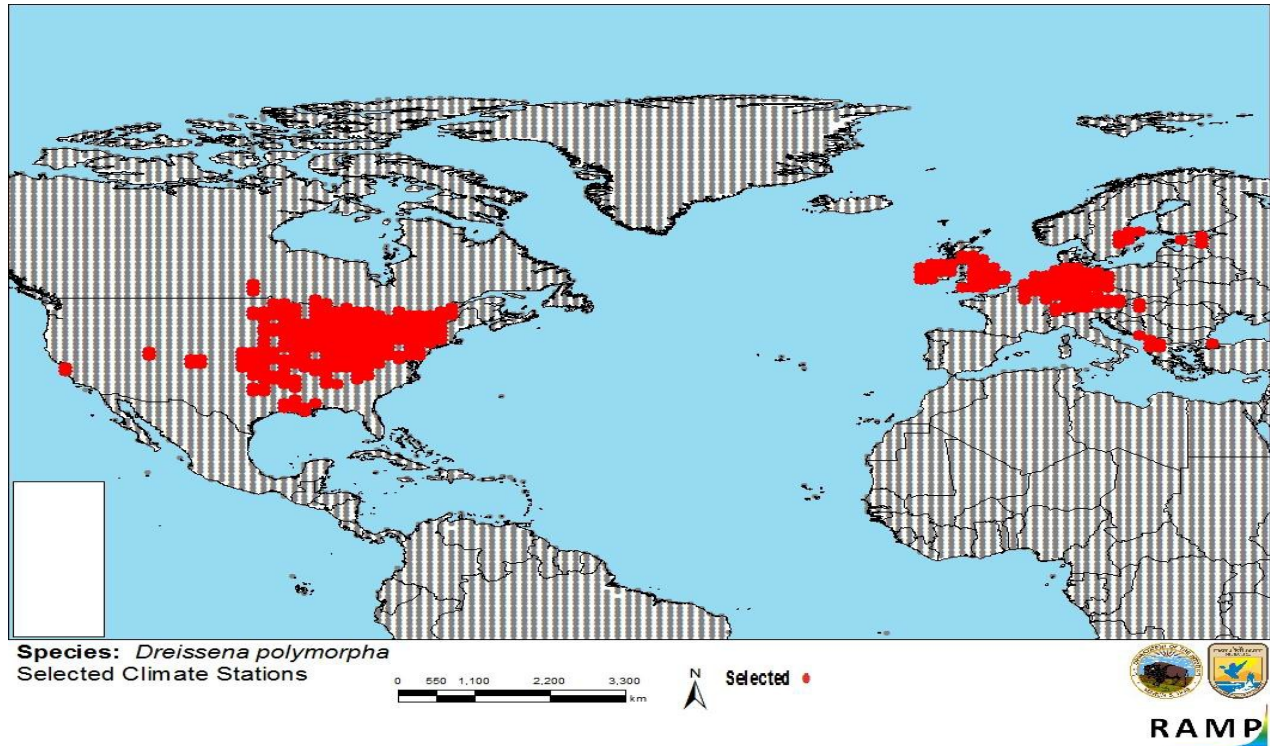 Species: Dreissena polymorpha
Selected Climate Stations
0 550 1,100 2,200 3,300
km
N
Selected
RAMP